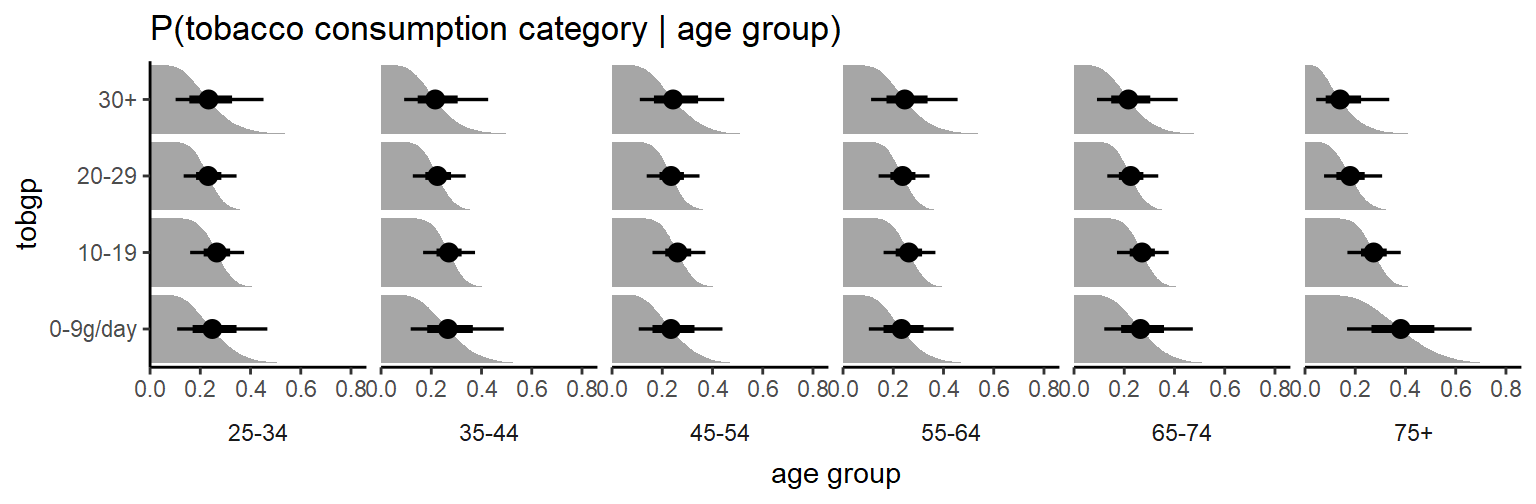 P(tobacco consumption category | age group)
tobgp
30+
20-29
10-19
0-9g/day
0.0 0.2 0.4 0.6 0.8 0.0 0.2 0.4 0.6 0.8 0.0 0.2 0.4 0.6 0.8 0.0 0.2 0.4 0.6 0.8 0.0 0.2 0.4 0.6 0.8 0.0 0.2 0.4 0.6 0.8
25-34 35-44 45-54 55-64 65-74 75+
age group